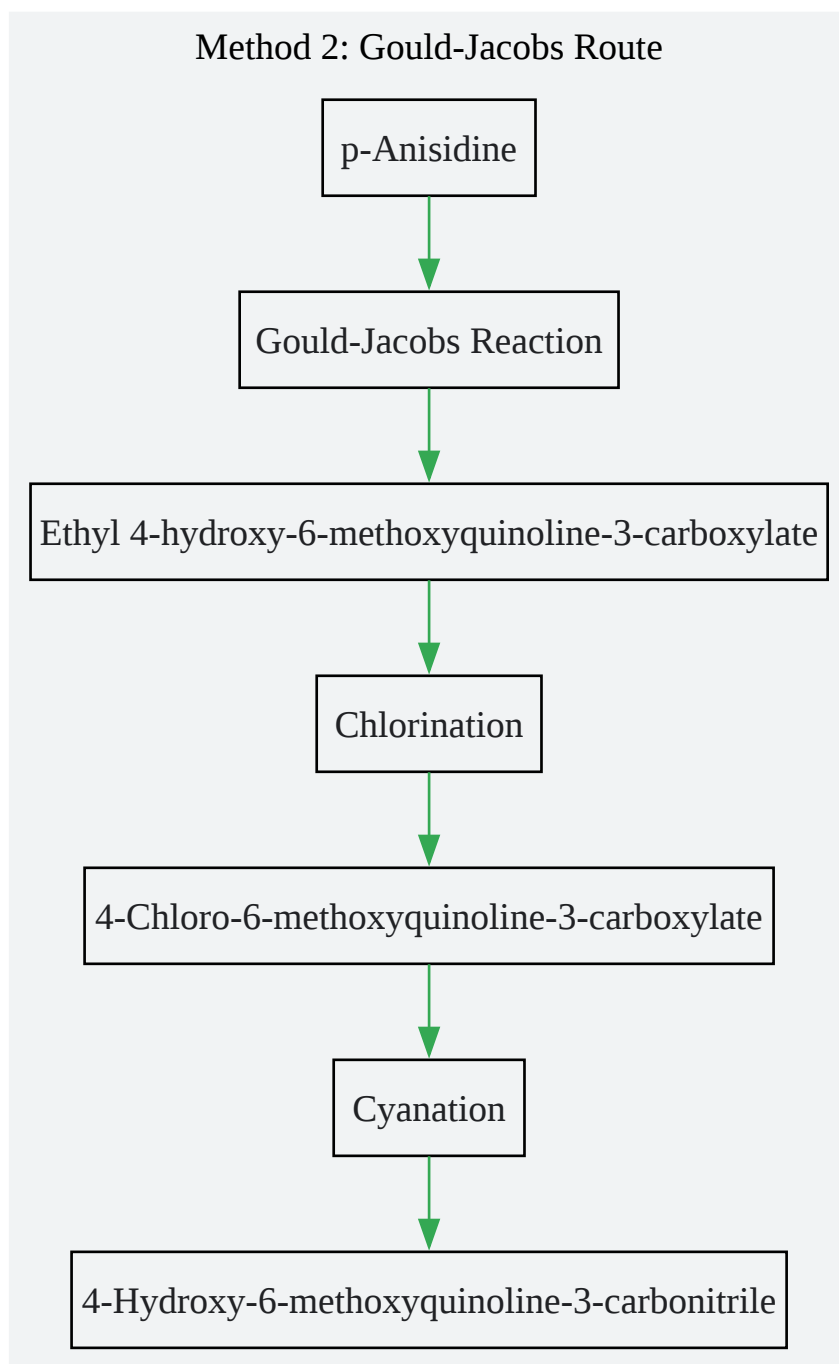 Method 2: Gould-Jacobs Route
p-Anisidine
Gould-Jacobs Reaction
Ethyl 4-hydroxy-6-methoxyquinoline-3-carboxylate
Chlorination
4-Chloro-6-methoxyquinoline-3-carboxylate
Cyanation
4-Hydroxy-6-methoxyquinoline-3-carbonitrile